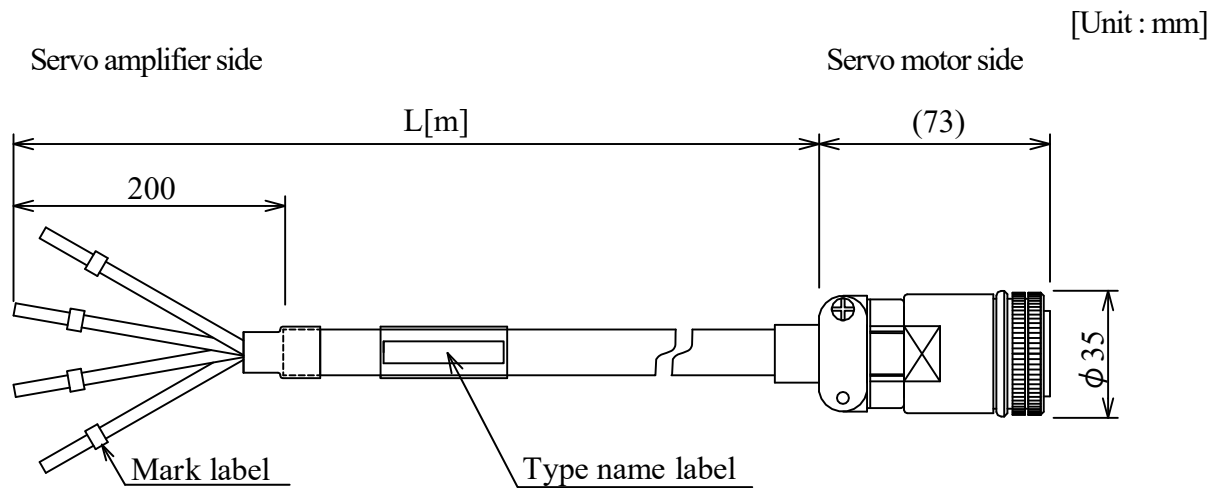 [Unit : mm]
Servo amplifier side
Servo motor side
L[m]
(73)
200
ϕ35
Mark label
Type name label